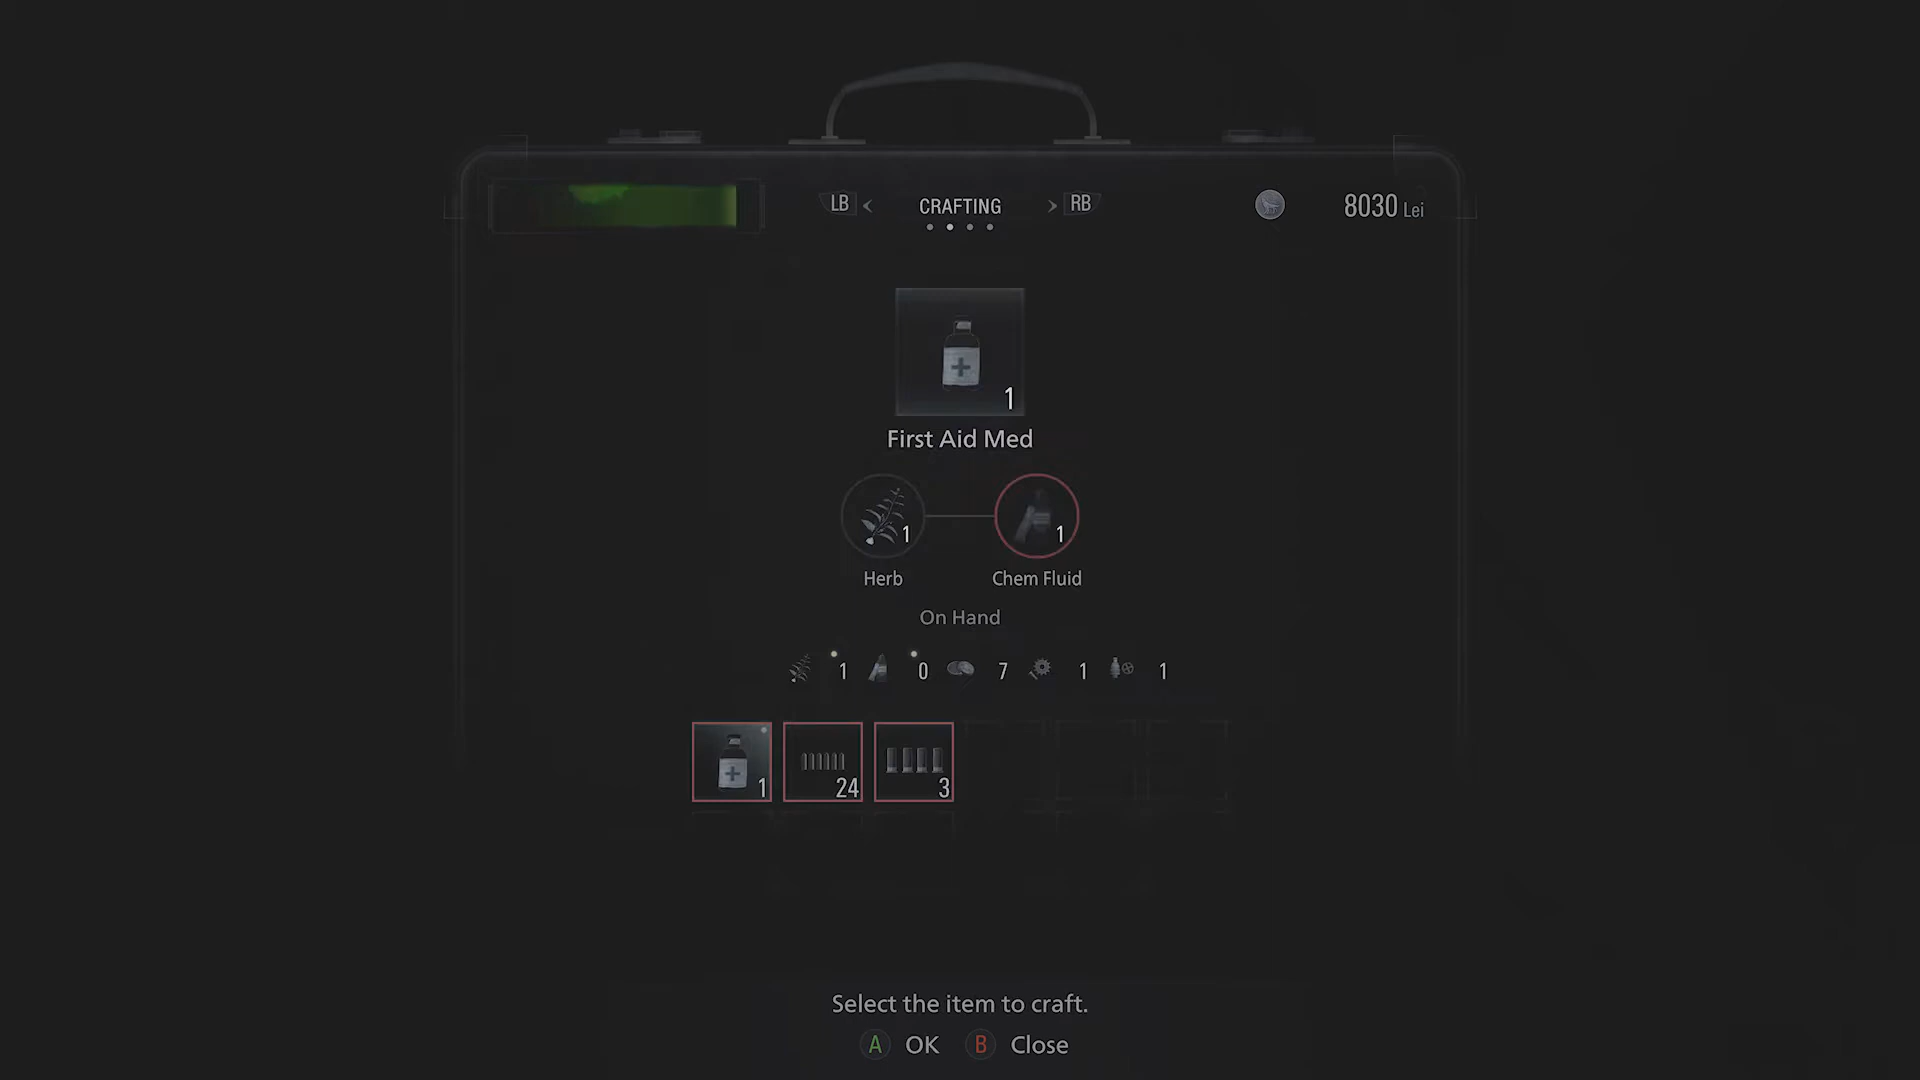 LB < CRAFTING > RB
8030 Lei
1
First Aid Med
1 1
Herb Chem Fluid
On Hand
1 0 7 1 1
1 24 3
Select the item to craft.
A OK B Close